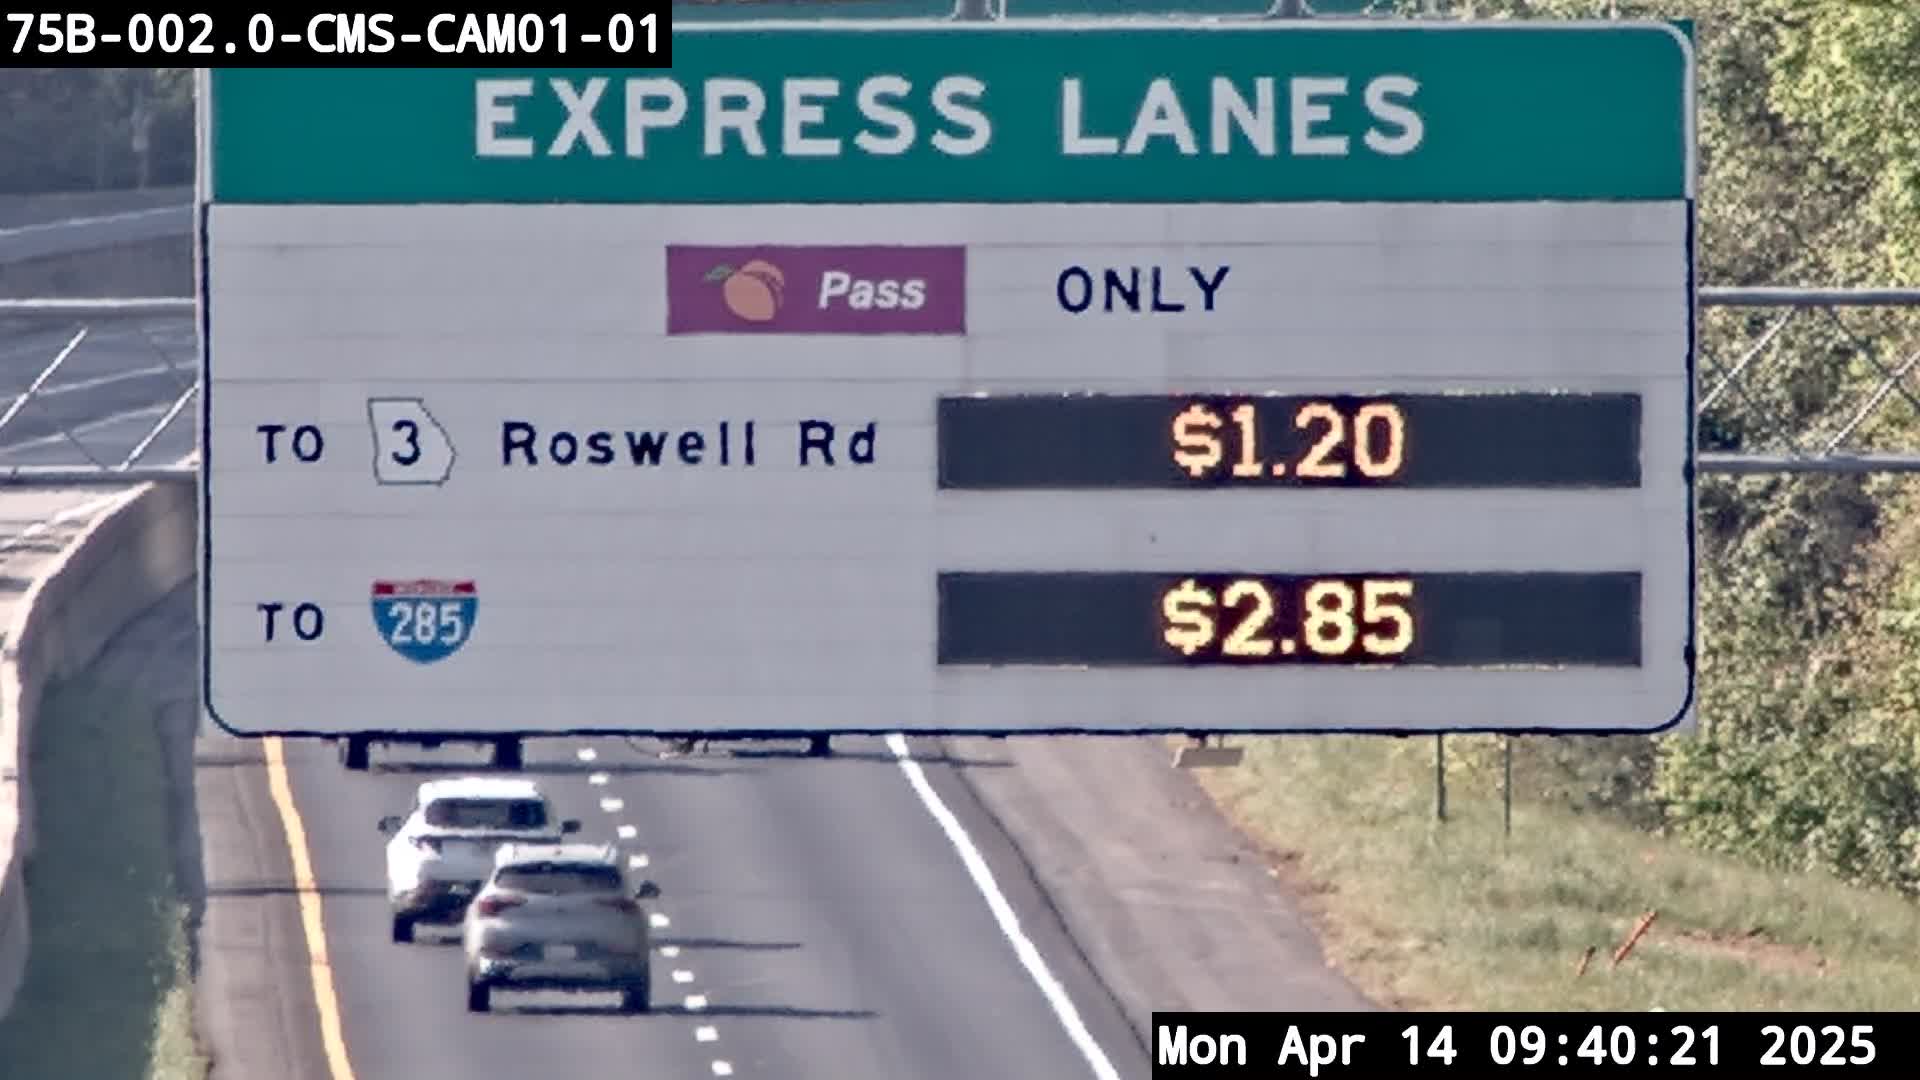 75B-002.0-CMS-CAM01-01
EXPRESS LANES
Pass ONLY
TO 3 Roswell Rd $1.20
TO 285 $2.85
Mon Apr 14 09:40:21 2025